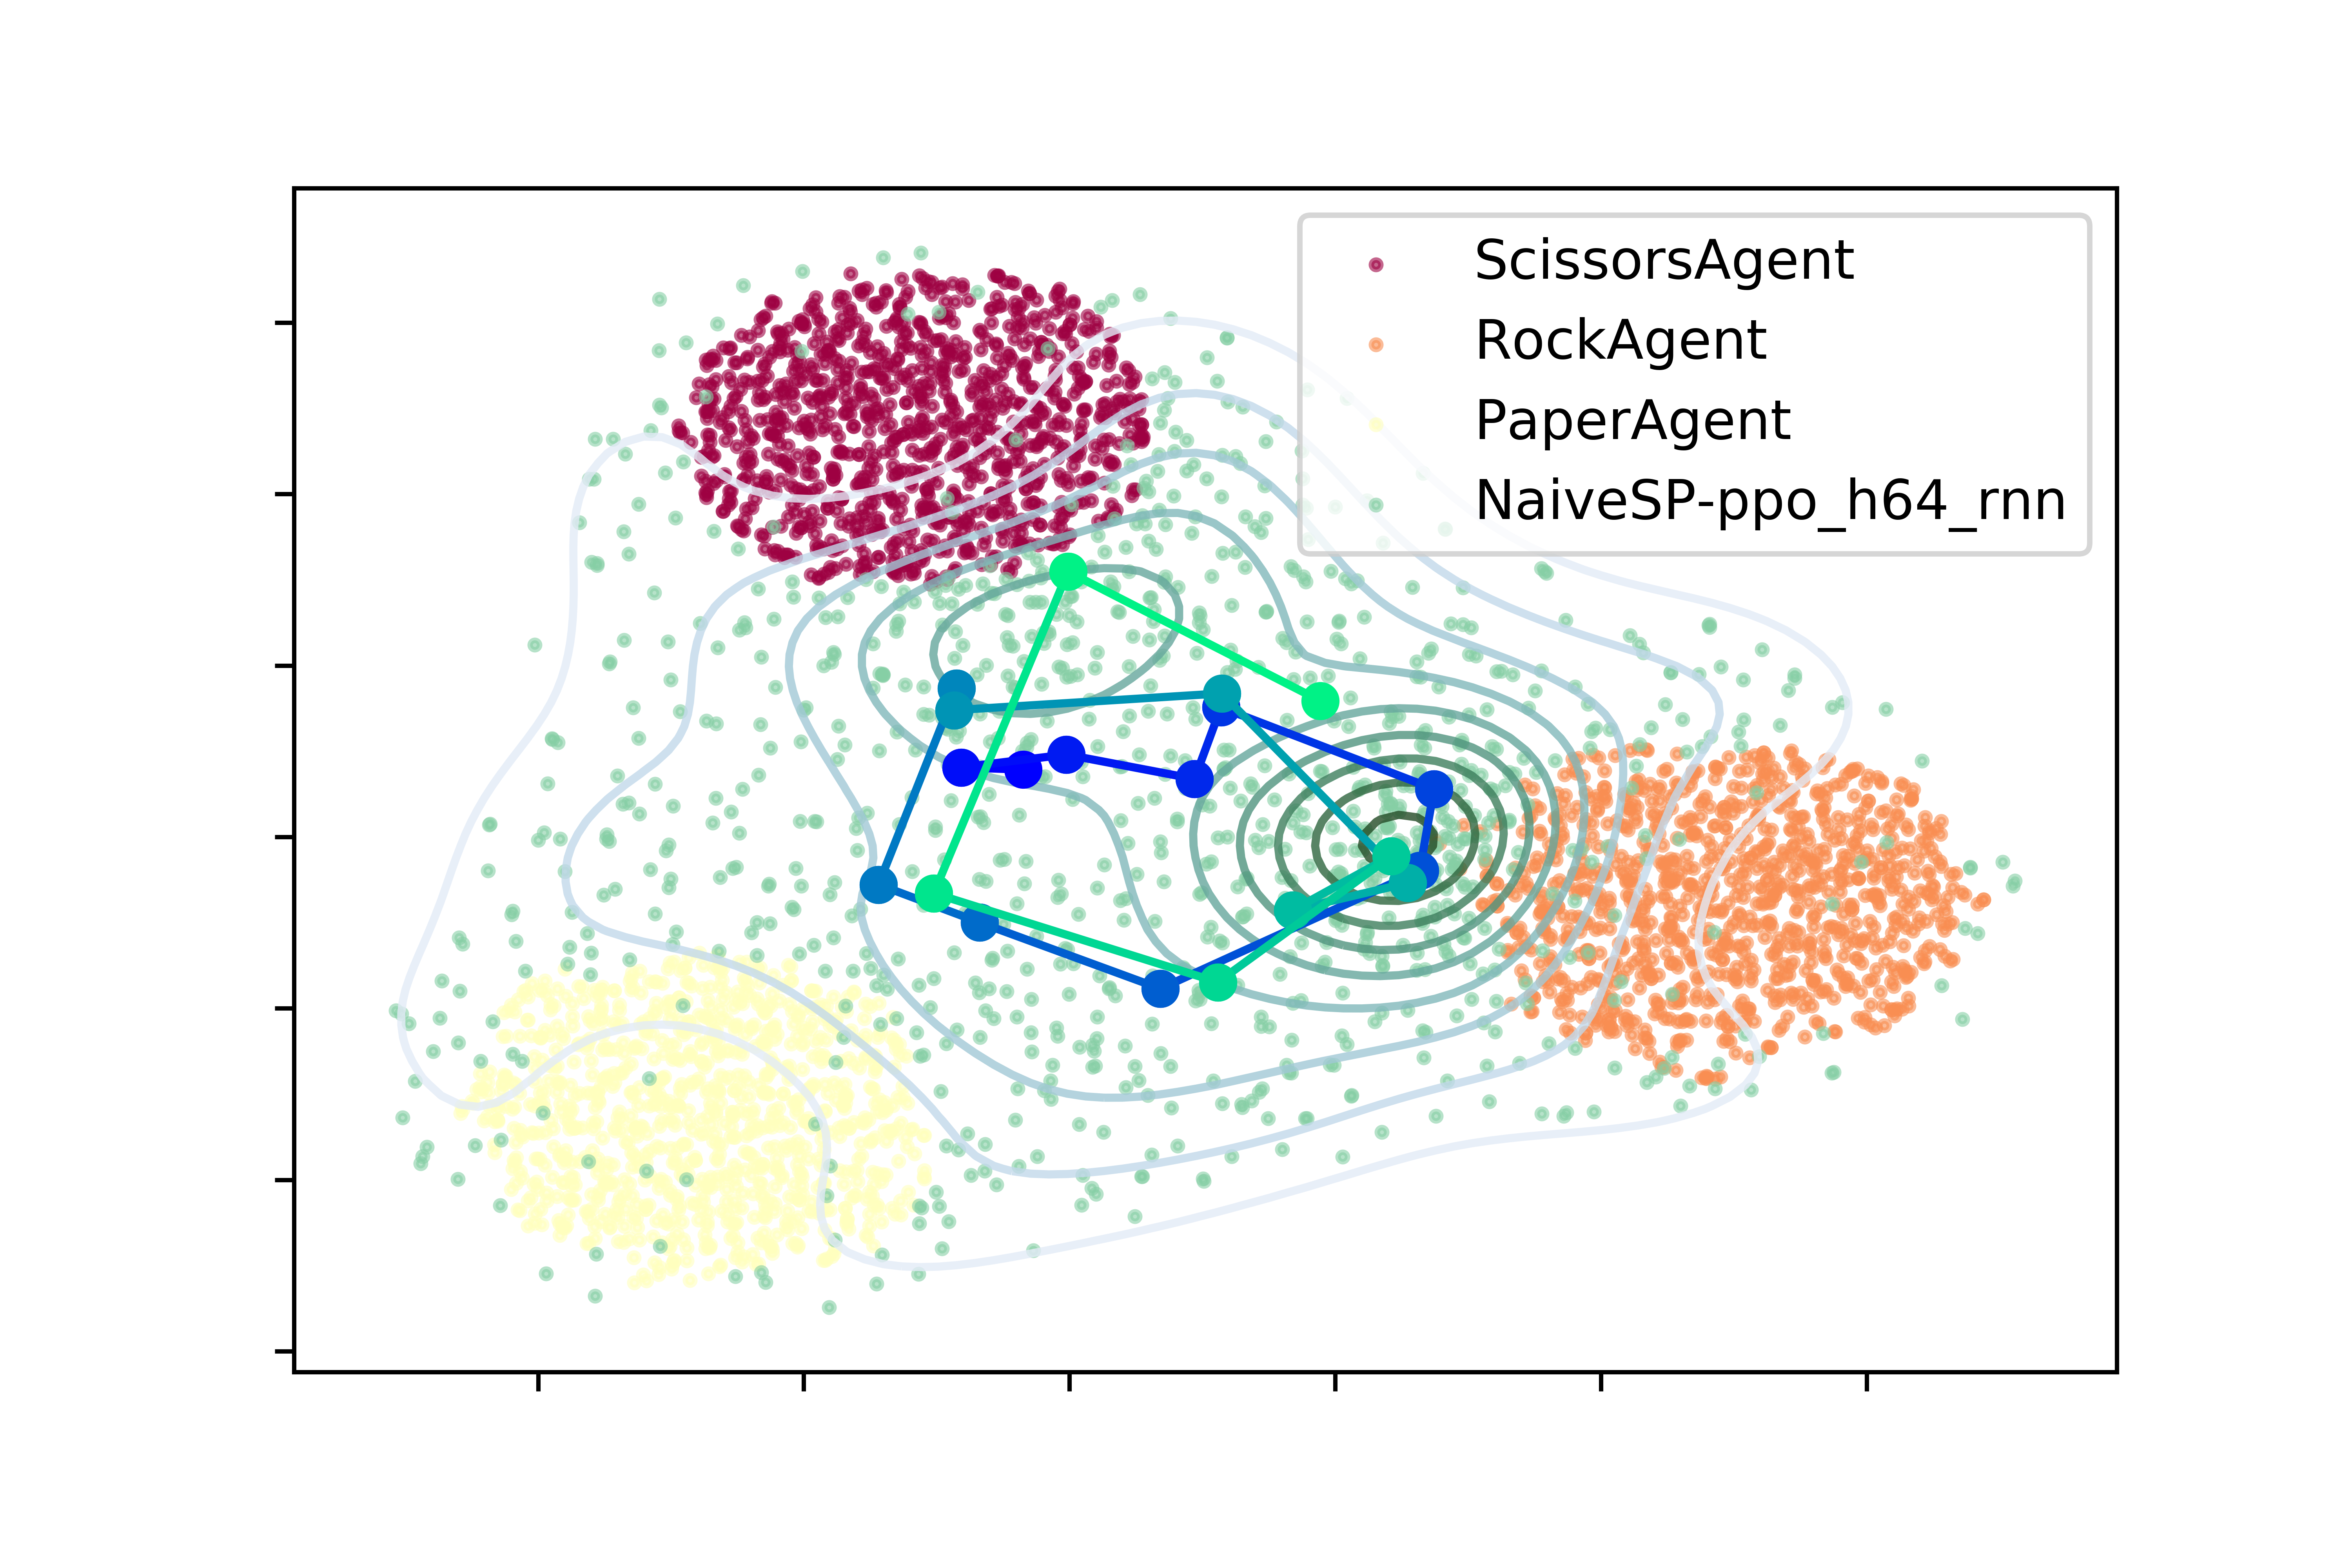 ScissorsAgent
RockAgent
PaperAgent
NaiveSP-ppo_h64_rnn